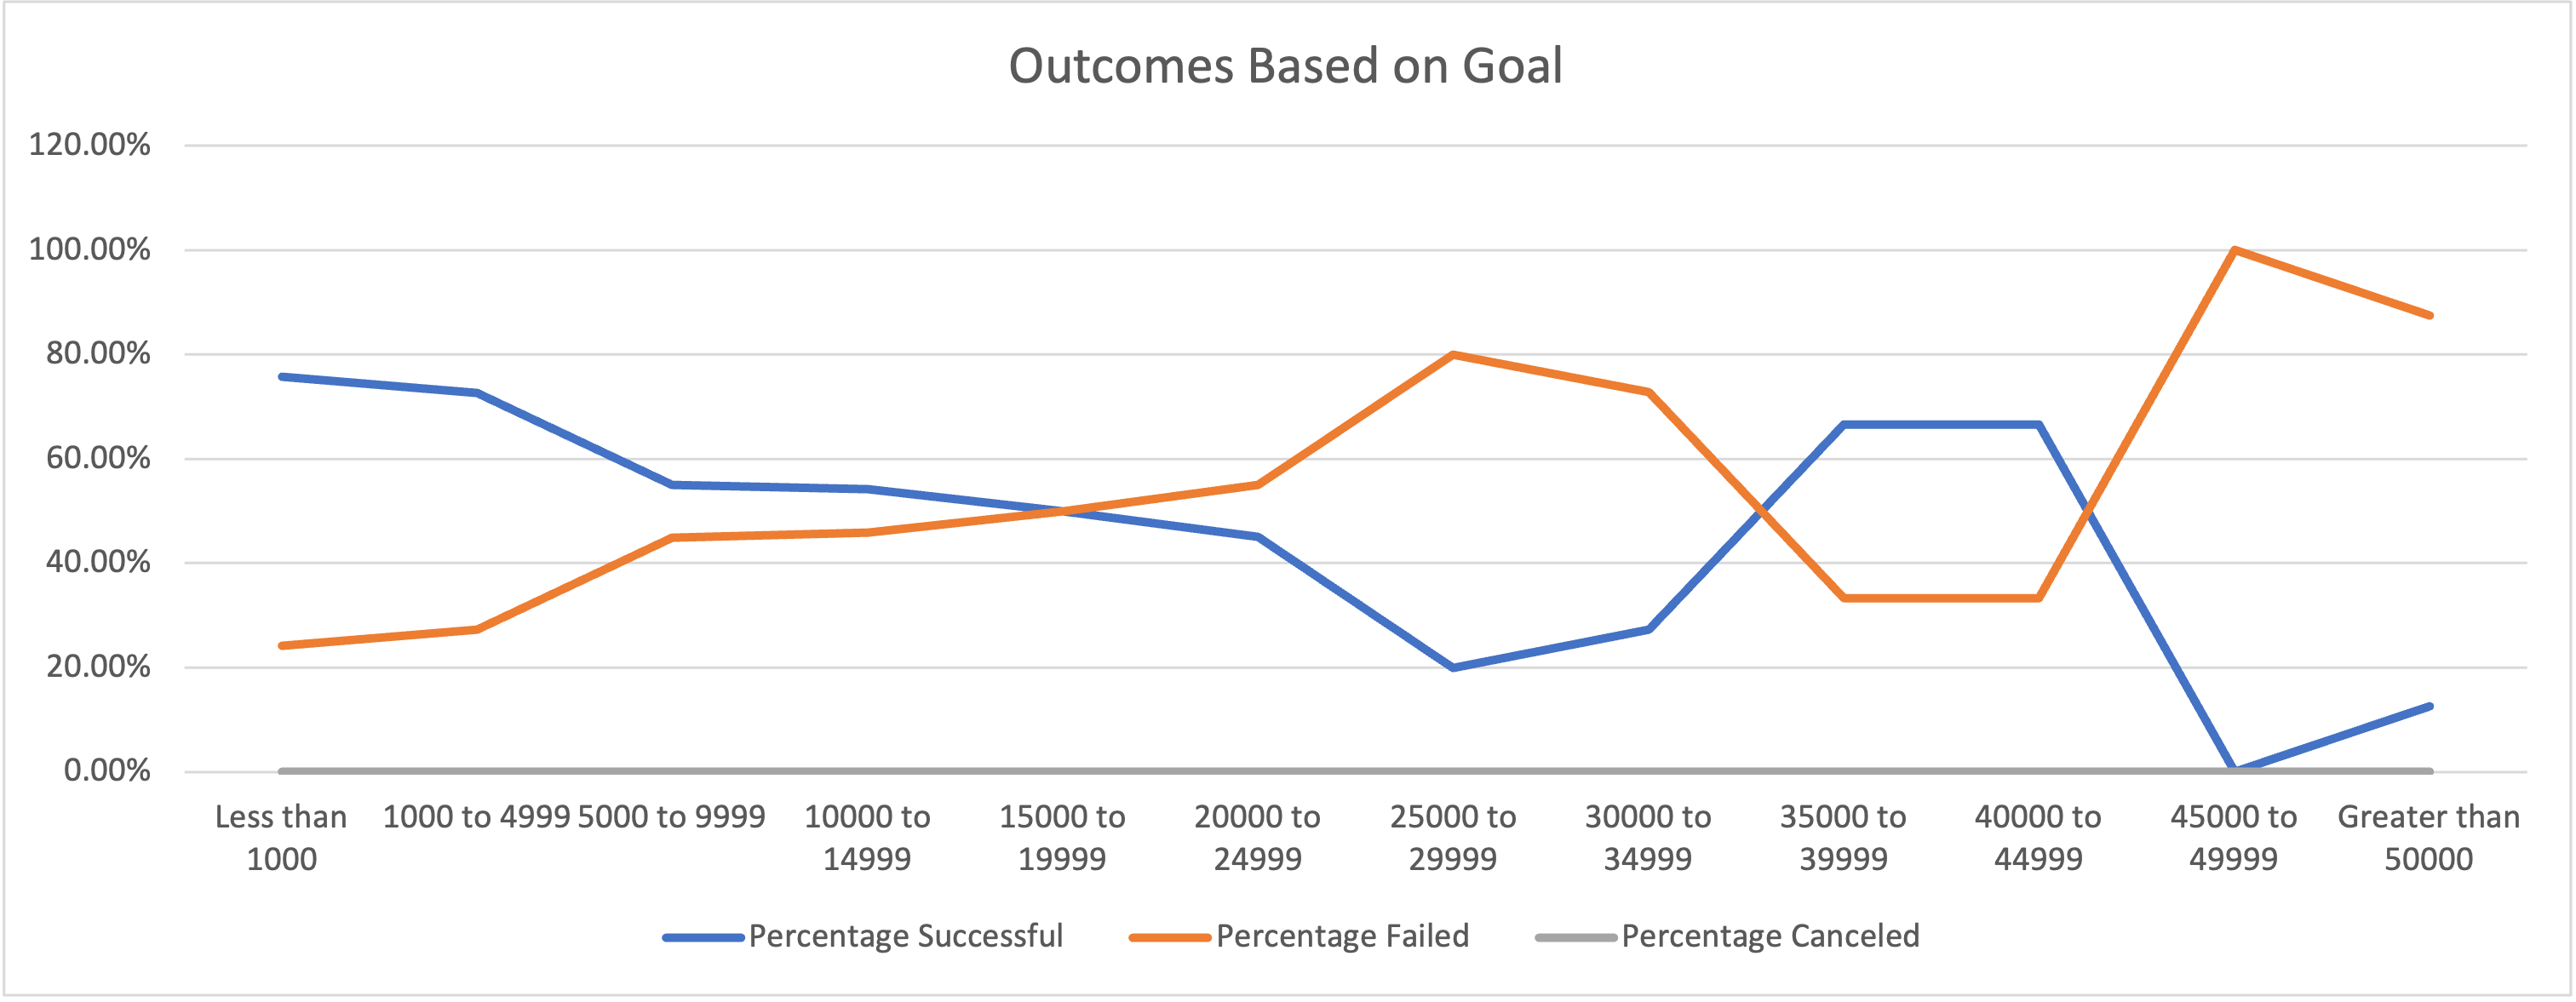 Outcomes Based on Goal
120.00%
100.00%
80.00%
60.00%
40.00%
20.00%
0.00%
Less than 1000
1000 to 4999
5000 to 9999
10000 to 14999
15000 to 19999
20000 to 24999
25000 to 29999
30000 to 34999
35000 to 39999
40000 to 44999
45000 to 49999
Greater than 50000
Percentage Successful
Percentage Failed
Percentage Canceled